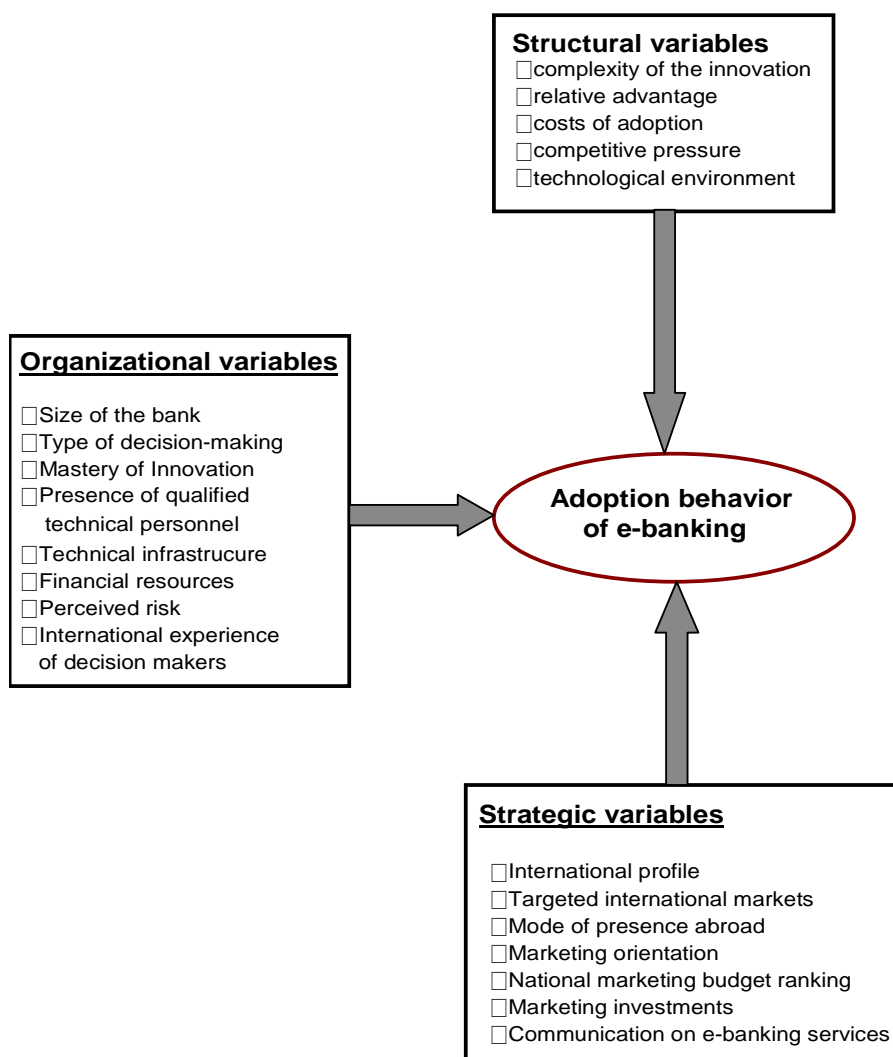 Structural variables
□complexity of the innovation
□relative advantage
□costs of adoption
□competitive pressure
□technological environment
Organizational variables
□Size of the bank
□Type of decision-making
□Mastery of Innovation
□Presence of qualified
technical personnel
□Technical infrastrucure
□Financial resources
□Perceived risk
□International experience
of decision makers
Adoption behavior
of e-banking
Strategic variables
□International profile
□Targeted international markets
□Mode of presence abroad
□Marketing orientation
□National marketing budget ranking
□Marketing investments
□Communication on e-banking services